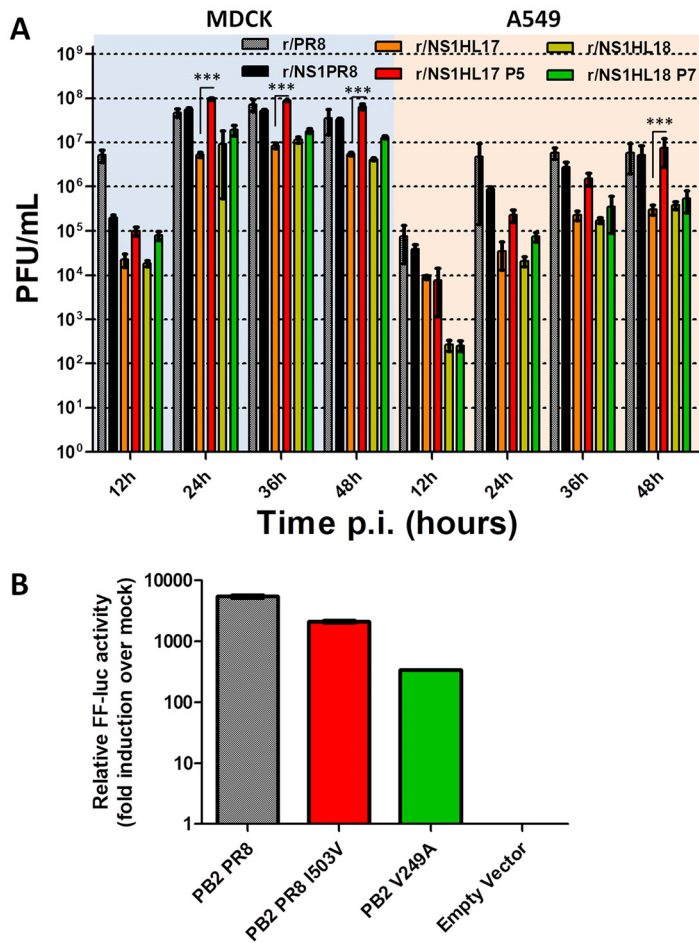 A
MDCK
A549
r/PR8
r/NS1HL17
r/NS1HL18
r/NS1PR8
r/NS1HL17 P5
r/NS1HL18 P7
PFU/mL
10⁹
10⁸
10⁷
10⁶
10⁵
10⁴
10³
10²
10¹
10⁰
***
***
***
***
12h
24h
36h
48h
12h
24h
36h
48h
Time p.i. (hours)
B
Relative FF-luc activity
(fold induction over mock)
10000
1000
100
10
1
PB2 PR8
PB2 PR8 I503V
PB2 V249A
Empty Vector